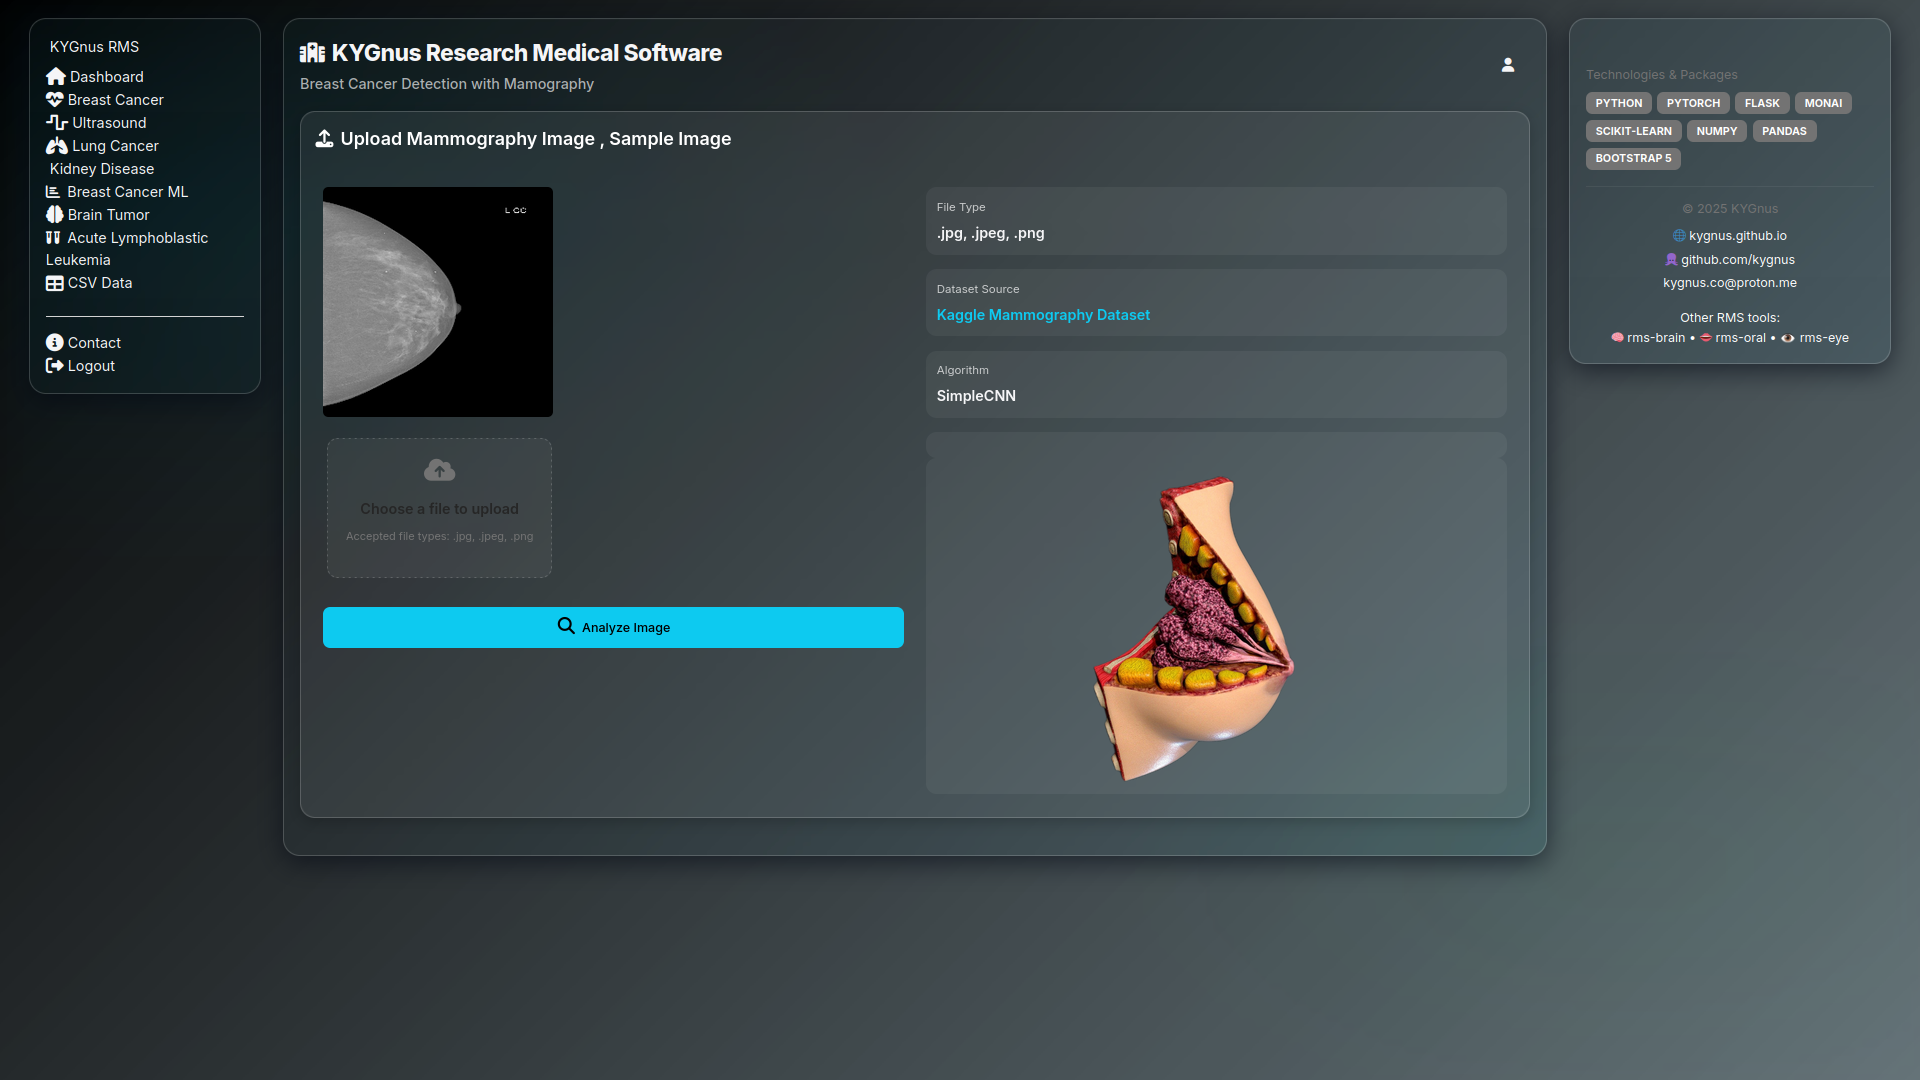 KYGnus RMS
Dashboard
Breast Cancer
Ultrasound
Lung Cancer
Kidney Disease
Breast Cancer ML
Brain Tumor
Acute Lymphoblastic
Leukemia
CSV Data
Contact
Logout
KYGnus Research Medical Software
Breast Cancer Detection with Mamography
Upload Mammography Image , Sample Image
L CC
Choose a file to upload
Accepted file types: .jpg, .jpeg, .png
Analyze Image
File Type
.jpg, .jpeg, .png
Dataset Source
Kaggle Mammography Dataset
Algorithm
SimpleCNN
Technologies & Packages
PYTHON PYTORCH FLASK MONAI
SCIKIT-LEARN NUMPY PANDAS
BOOTSTRAP 5
© 2025 KYGnus
kygnus.github.io
github.com/kygnus
kygnus.co@proton.me
Other RMS tools:
rms-brain • rms-oral • rms-eye